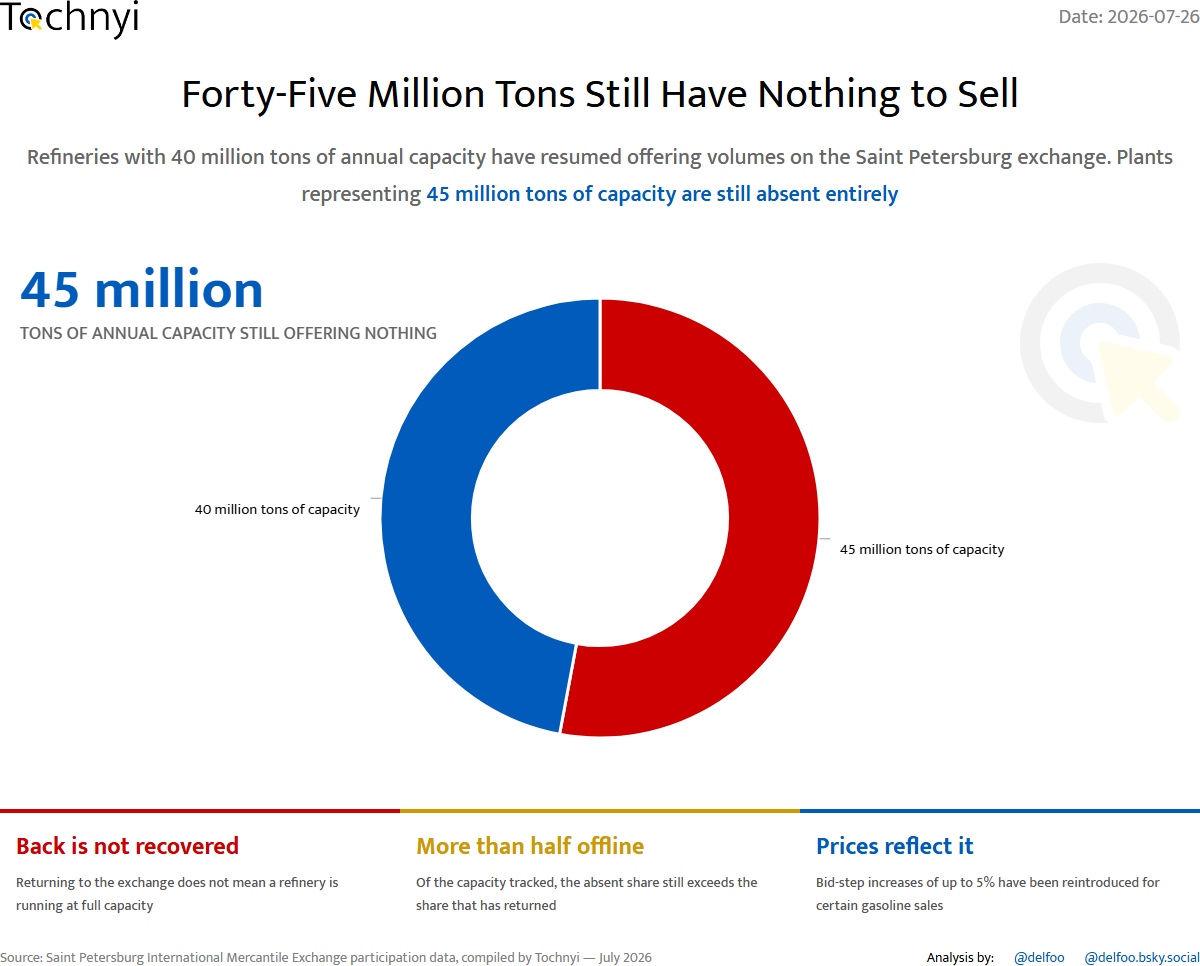 Tochnyi
Date: 2026-07-26
Forty-Five Million Tons Still Have Nothing to Sell
Refineries with 40 million tons of annual capacity have resumed offering volumes on the Saint Petersburg exchange. Plants
representing 45 million tons of capacity are still absent entirely
45 million
TONS OF ANNUAL CAPACITY STILL OFFERING NOTHING
40 million tons of capacity
45 million tons of capacity
Back is not recovered
Returning to the exchange does not mean a refinery is
running at full capacity
More than half offline
Of the capacity tracked, the absent share still exceeds the
share that has returned
Prices reflect it
Bid-step increases of up to 5% have been reintroduced for
certain gasoline sales
Source: Saint Petersburg International Mercantile Exchange participation data, compiled by Tochnyi — July 2026
Analysis by: @delfoo @delfoo.bsky.social